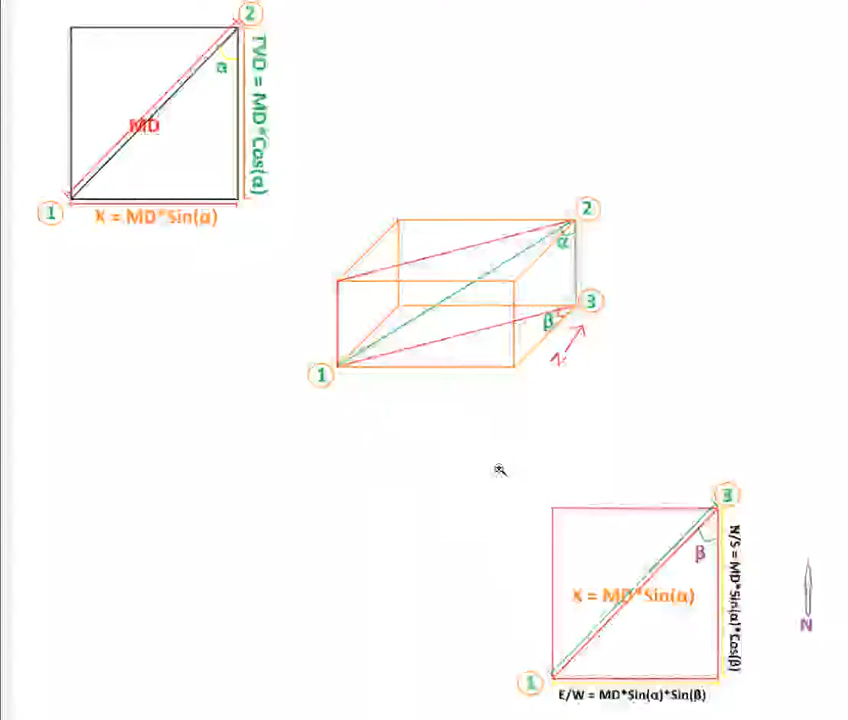 2
TVD = MD*Cos(α)
α
MD
1
X = MD*Sin(α)
2
α
3
β
N
1
3
N/S = MD*Sin(α)*Cos(β)
β
X = MD*Sin(α)
N
1
E/W = MD*Sin(α)*Sin(β)